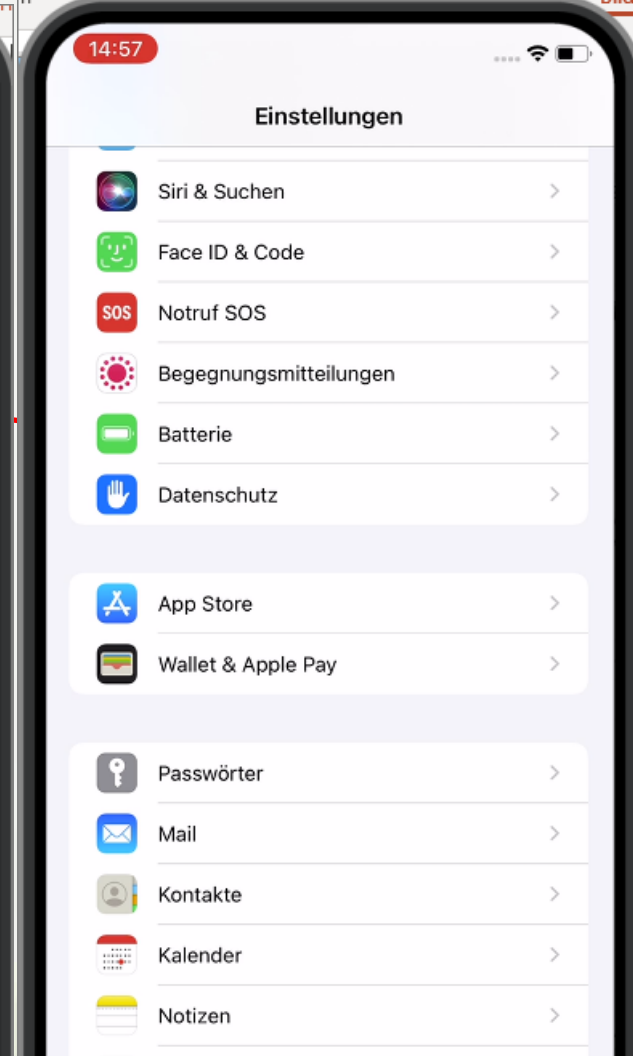 14:57
Einstellungen
Siri & Suchen
Face ID & Code
SOS
Notruf SOS
Begegnungsmitteilungen
Batterie
Datenschutz
App Store
Wallet & Apple Pay
Passwörter
Mail
Kontakte
Kalender
Notizen